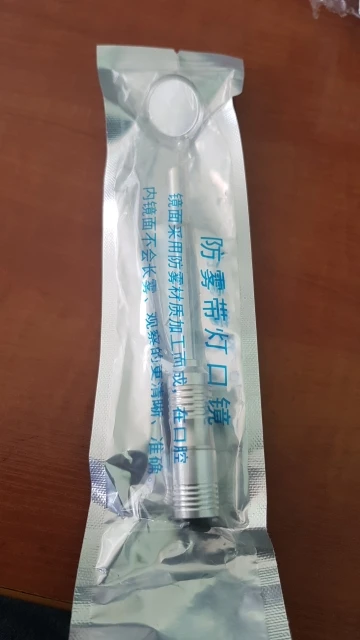 防雾带灯口镜
镜面采用防雾材质加工而成，在口腔
内镜面不会长雾、观察的更清晰、准确